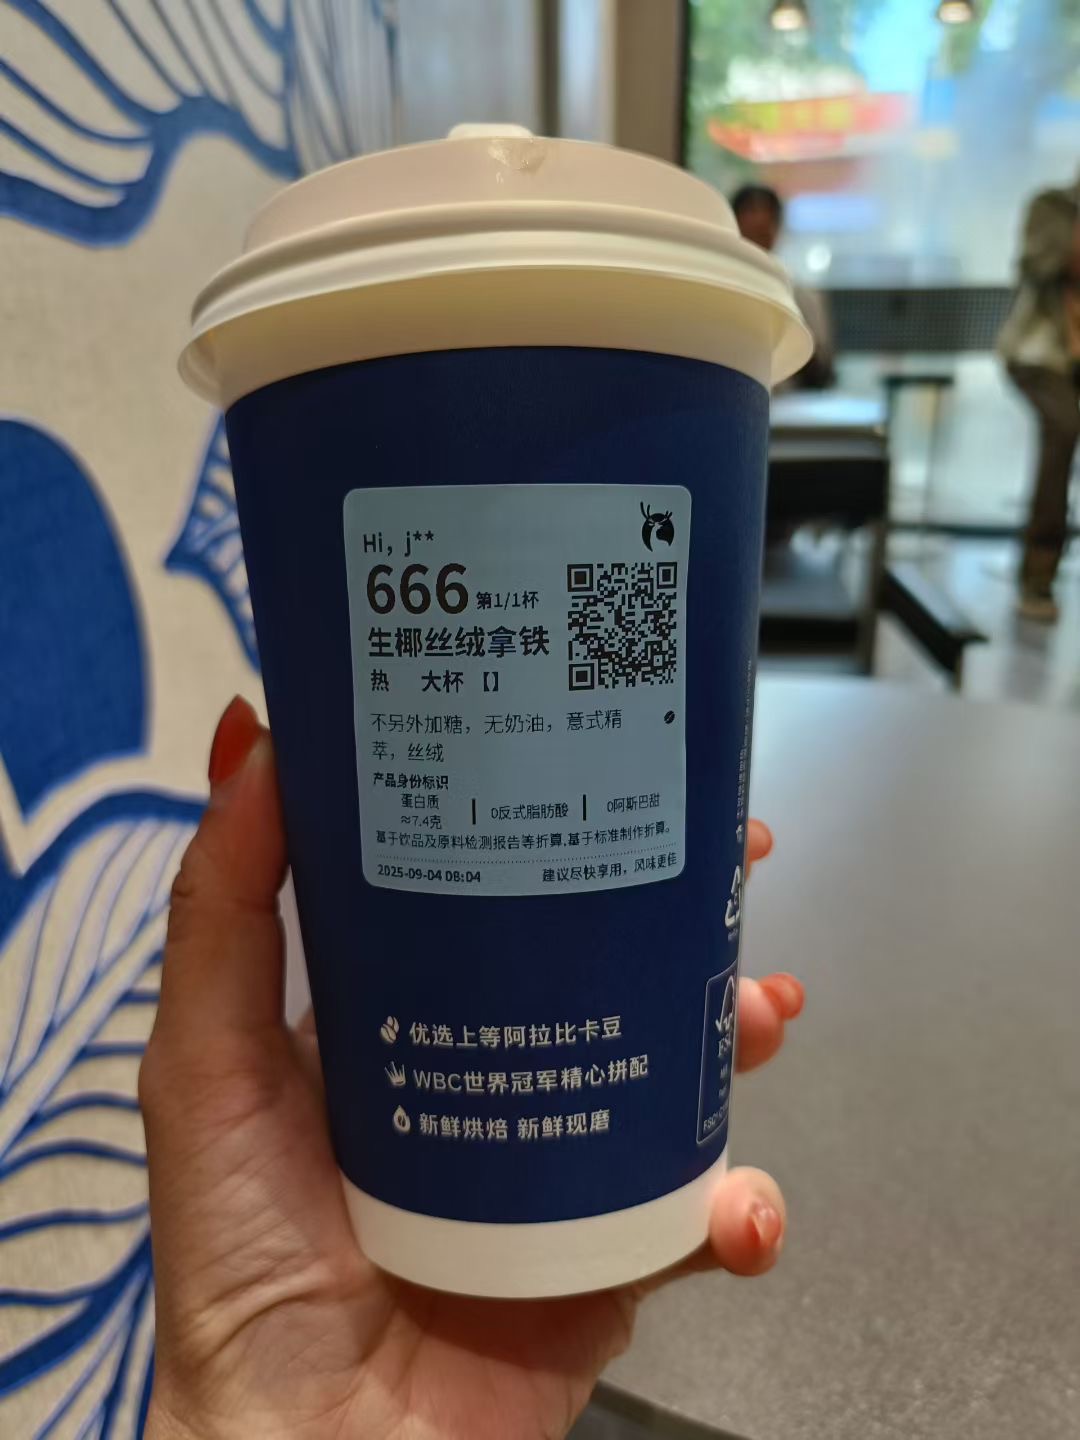 Hi，j**
666 第1/1杯
生椰丝绒拿铁
热 大杯 【】
不另外加糖，无奶油，意式精
萃，丝绒
产品身份标识
蛋白质
≈7.4克
0反式脂肪酸
0阿斯巴甜
基于饮品及原料检测报告等折算,基于标准制作折算。
2025-09-04 08:04 建议尽快享用，风味更佳
优选上等阿拉比卡豆
WBC世界冠军精心拼配
新鲜烘焙 新鲜现磨
FSC